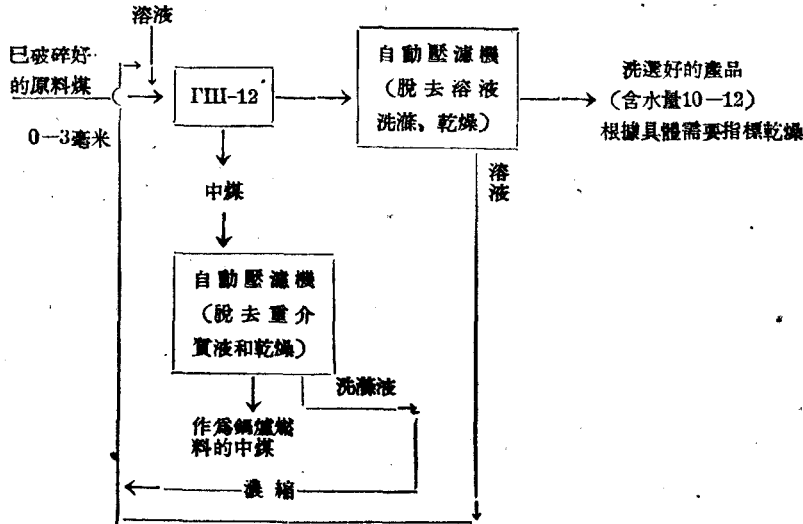 溶液
已破碎好
的原料煤
0—3毫米
ГШ-12
自動壓濾機
(脫去溶液
洗滌、乾燥)
洗選好的產品
(含水量10—12)
根據具體需要指標乾燥
溶液
中煤
自動壓濾機
(脫去重介
質液和乾燥)
洗滌液
作爲鍋爐燃
料的中煤
濃縮